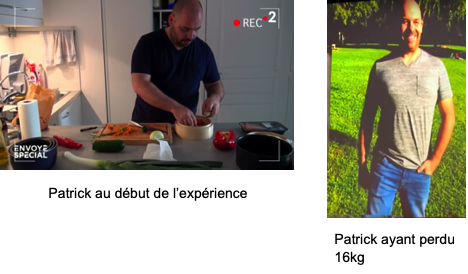 REC 2
ENVOYÉ
SPÉCIAL
Patrick au début de l'expérience
Patrick ayant perdu
16kg